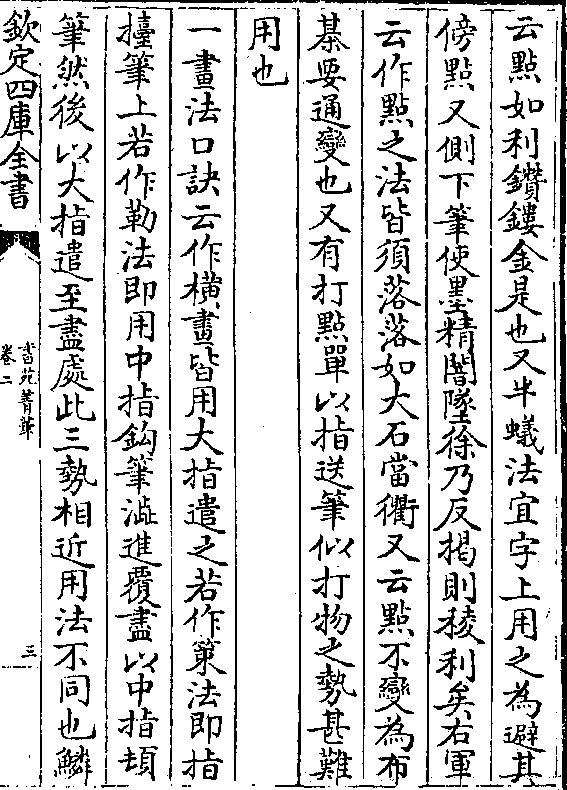 云點如利鑽鏤金是也又牛蟻法宜字上用之為避其
傍點又側下筆使墨精闇墜徐乃反揭則稜利矣右軍
云作點之法皆須落落如大石當衢又云點不變為布
棊要通變也又有打點單以指送筆似打物之勢甚難
用也
一畫法口訣云作橫畫皆用大指遣之若作策法即指
擡筆上若作勒法即用中指鈎筆澁進覆盡以中指頓
筆然後以大指遣至盡處此三勢相近用法不同也鱗
欽定四庫全書
書苑菁華
卷二
三